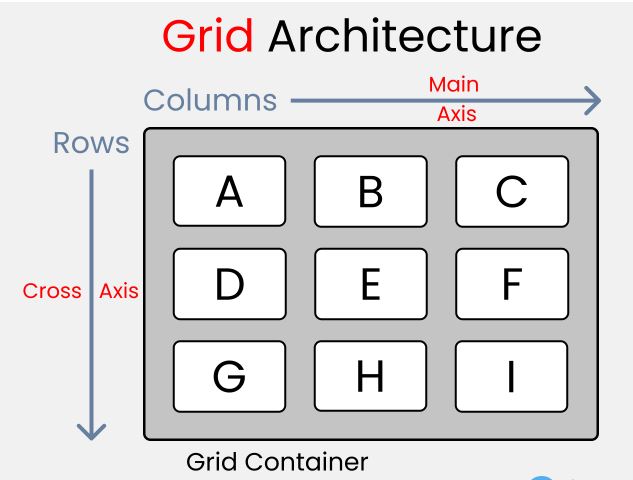 Grid Architecture
Main
Columns
Axis
Rows
A B C
Cross Axis
D E F
G H I
Grid Container